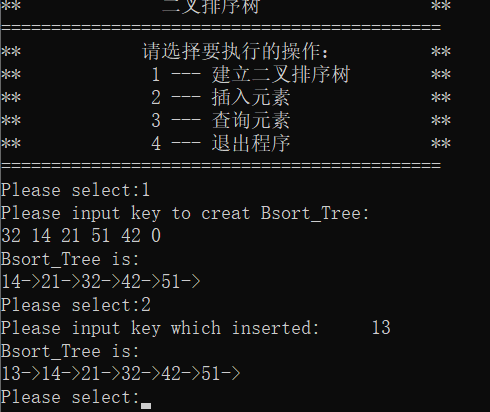 ** 二叉排序树 **
============================================
** 请选择要执行的操作: **
** 1 --- 建立二叉排序树 **
** 2 --- 插入元素 **
** 3 --- 查询元素 **
** 4 --- 退出程序 **
============================================
Please select:1
Please input key to creat Bsort_Tree:
32 14 21 51 42 0
Bsort_Tree is:
14->21->32->42->51->
Please select:2
Please input key which inserted: 13
Bsort_Tree is:
13->14->21->32->42->51->
Please select: